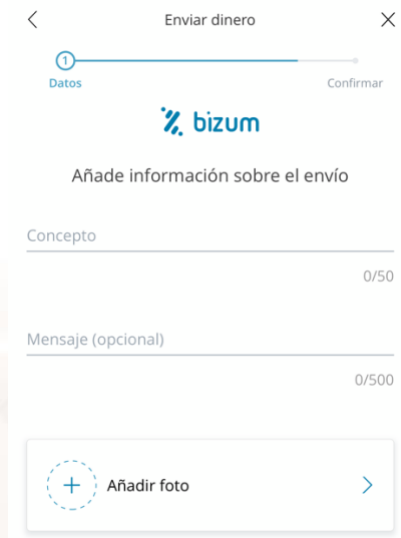 Enviar dinero
1
Datos
Confirmar
bizum
Añade información sobre el envío
Concepto
0/50
Mensaje (opcional)
0/500
Añadir foto